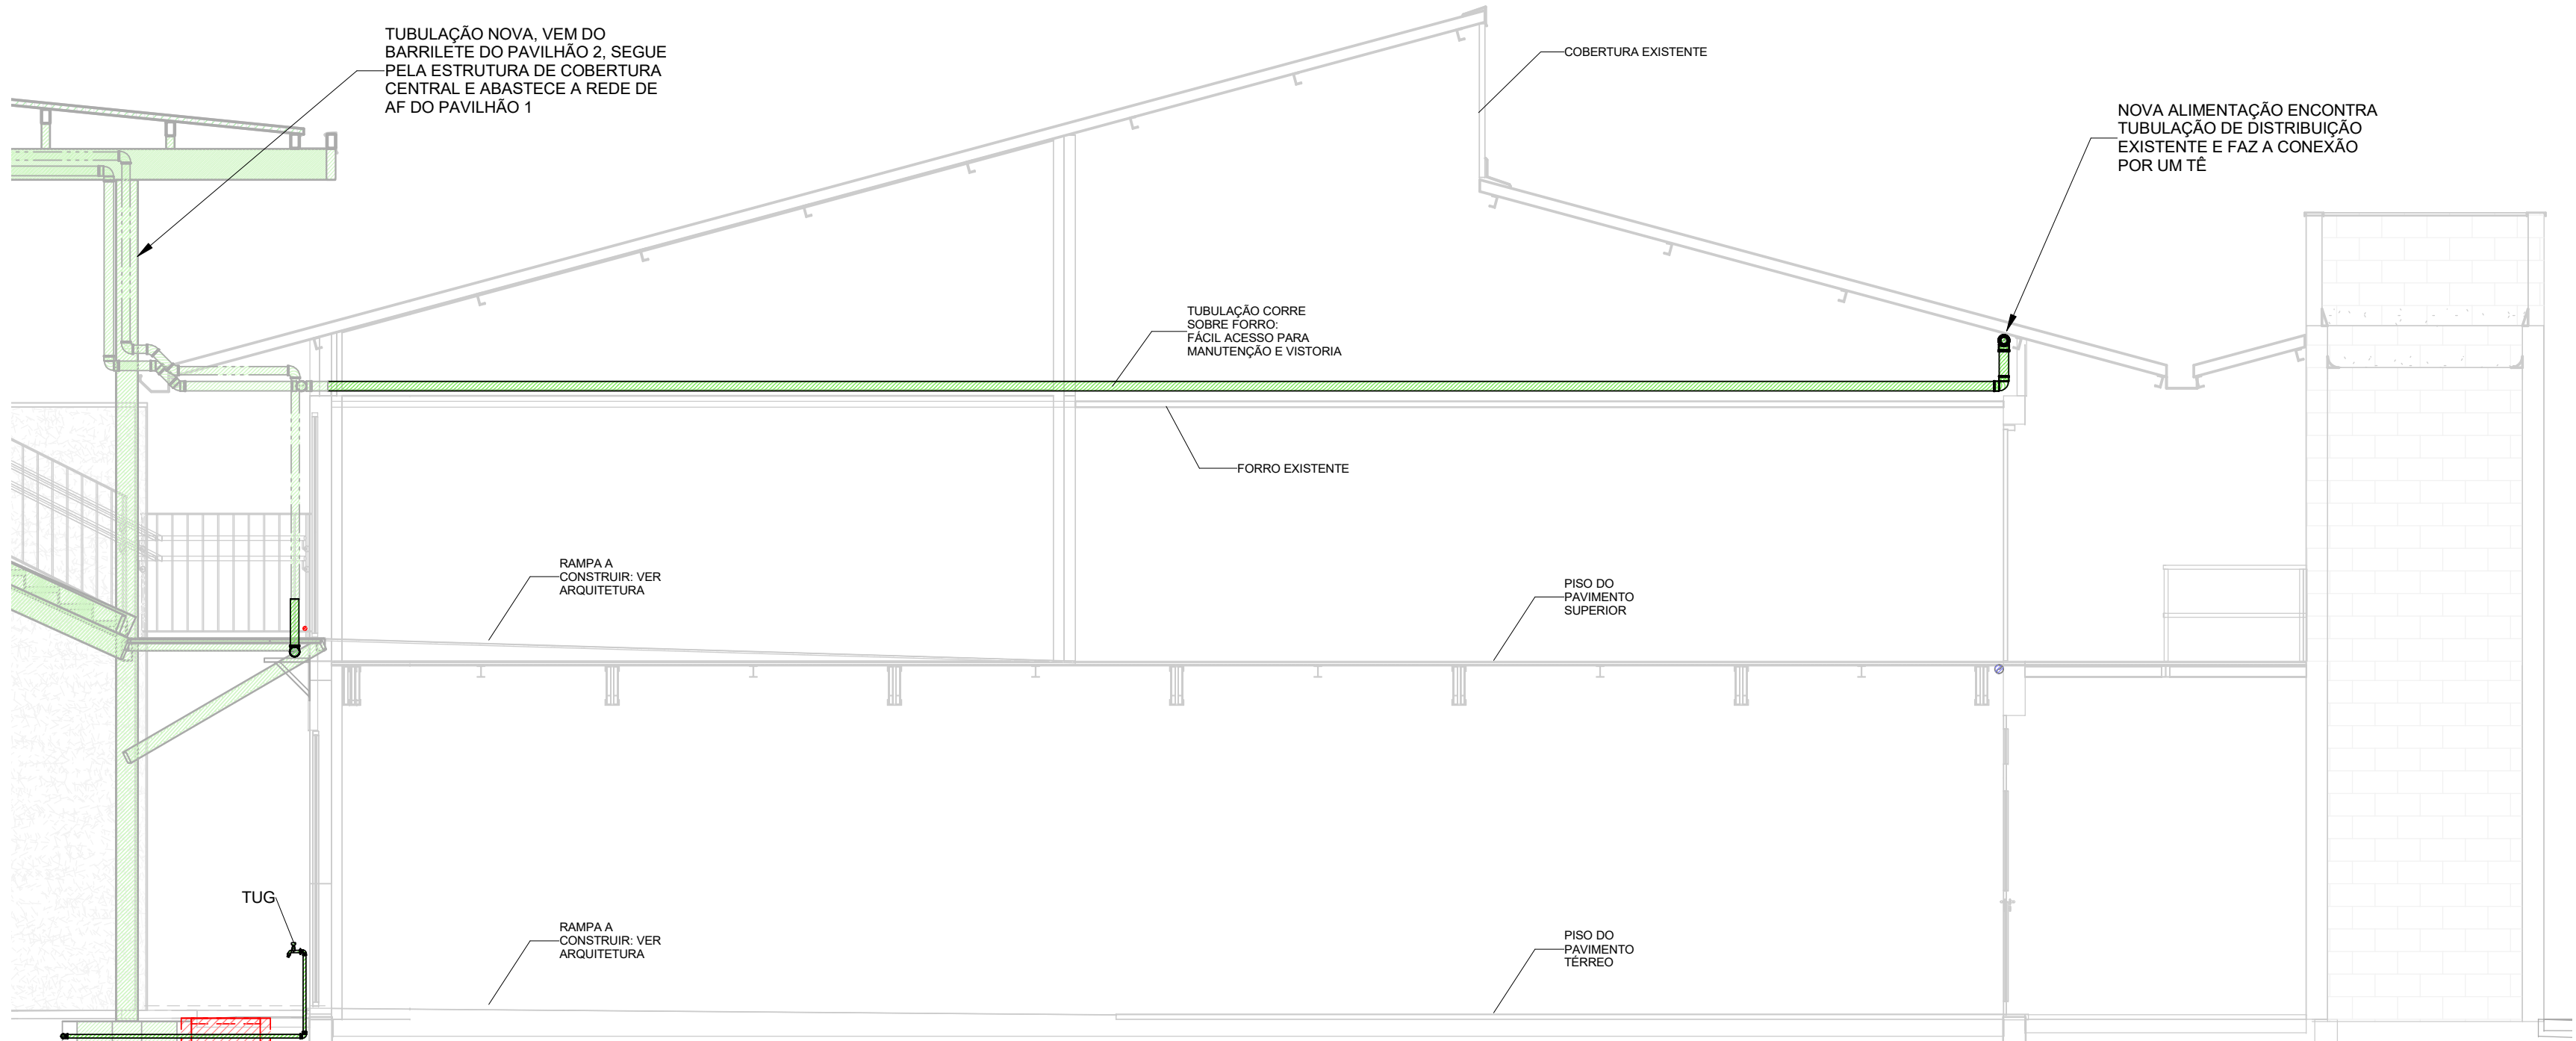 TUBULAÇÃO NOVA, VEM DO
BARRILETE DO PAVILHÃO 2, SEGUE
PELA ESTRUTURA DE COBERTURA
CENTRAL E ABASTECE A REDE DE
AF DO PAVILHÃO 1
COBERTURA EXISTENTE
NOVA ALIMENTAÇÃO ENCONTRA
TUBULAÇÃO DE DISTRIBUIÇÃO
EXISTENTE E FAZ A CONEXÃO
POR UM TÊ
TUBULAÇÃO CORRE
SOBRE FORRO:
FÁCIL ACESSO PARA
MANUTENÇÃO E VISTORIA
FORRO EXISTENTE
RAMPA A
CONSTRUIR: VER
ARQUITETURA
PISO DO
PAVIMENTO
SUPERIOR
TUG
RAMPA A
CONSTRUIR: VER
ARQUITETURA
PISO DO
PAVIMENTO
TÉRREO